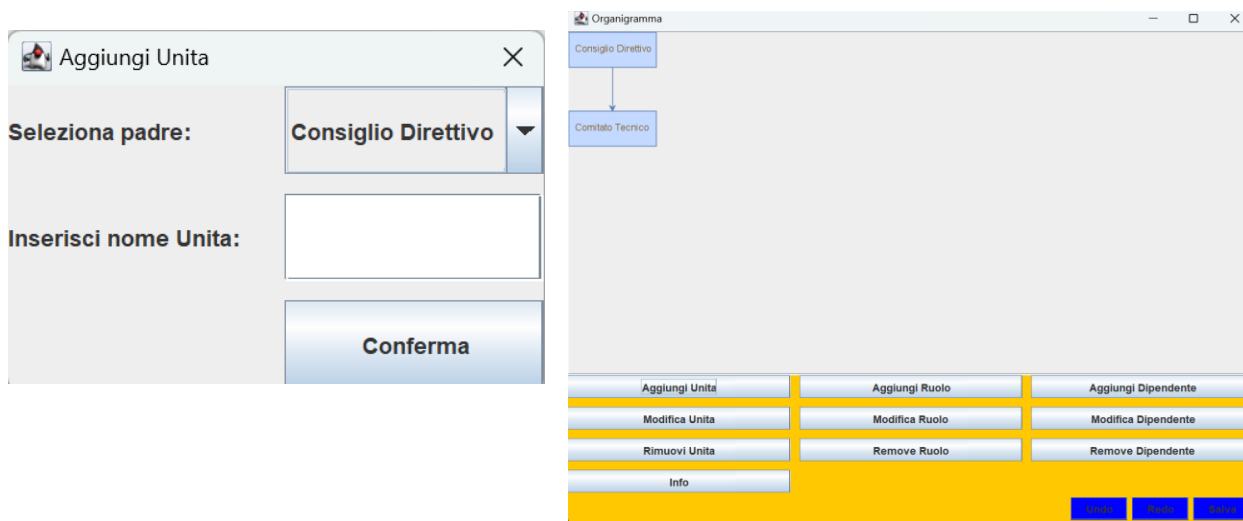 Aggiungi Unita
Seleziona padre:
Consiglio Direttivo
Inserisci nome Unita:
Conferma
Organigramma
Consiglio Direttivo
Comitato Tecnico
Aggiungi Unita
Aggiungi Ruolo
Aggiungi Dipendente
Modifica Unita
Modifica Ruolo
Modifica Dipendente
Rimuovi Unita
Remove Ruolo
Remove Dipendente
Info
Undo
Redo
Salva